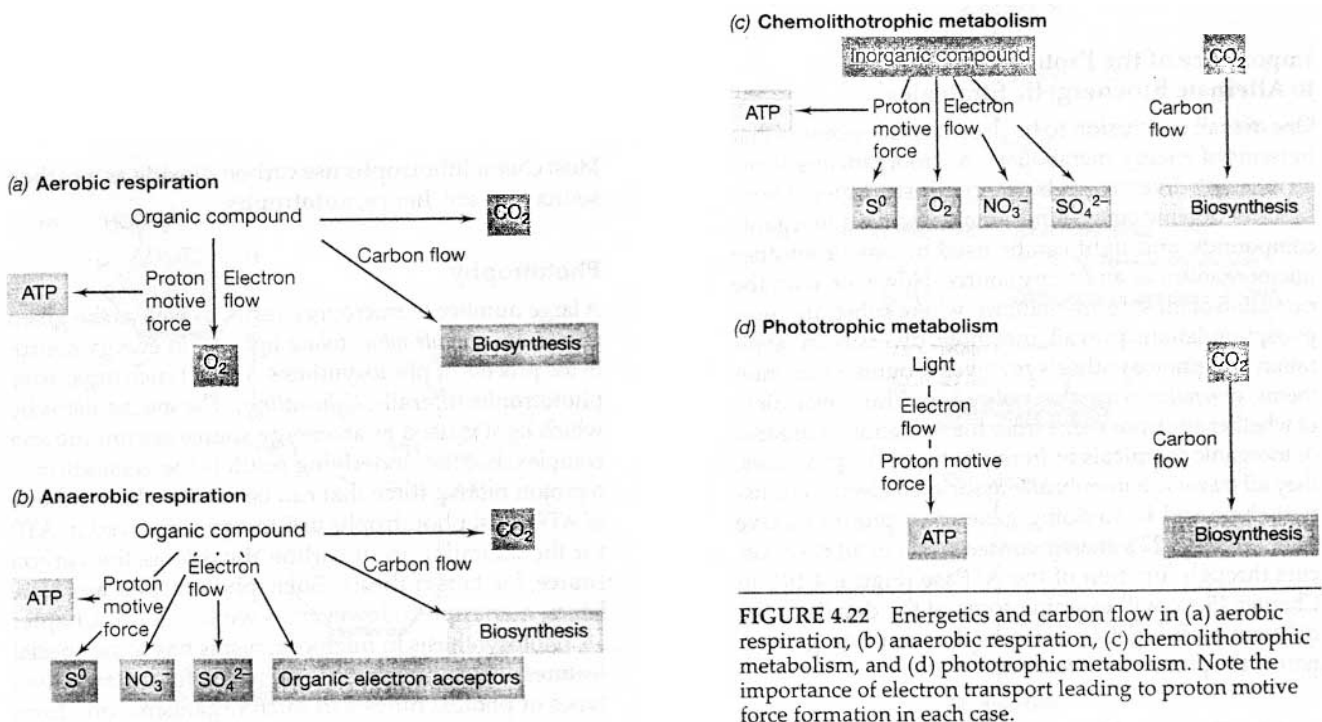 (a) Aerobic respiration
Organic compound
CO₂
Carbon flow
Proton
motive
force
Electron
flow
ATP
O₂
Biosynthesis
(b) Anaerobic respiration
Organic compound
CO₂
Carbon flow
Proton
motive
force
Electron
flow
ATP
Biosynthesis
S⁰
NO₃⁻
SO₄²⁻
Organic electron acceptors
(c) Chemolithotrophic metabolism
Inorganic compound
CO₂
ATP
Proton
motive
force
Electron
flow
Carbon
flow
S⁰
O₂
NO₃⁻
SO₄²⁻
Biosynthesis
(d) Phototrophic metabolism
Light
CO₂
Electron
flow
Proton motive
force
Carbon
flow
ATP
Biosynthesis
FIGURE 4.22 Energetics and carbon flow in (a) aerobic
respiration, (b) anaerobic respiration, (c) chemolithotrophic
metabolism, and (d) phototrophic metabolism. Note the
importance of electron transport leading to proton motive
force formation in each case.